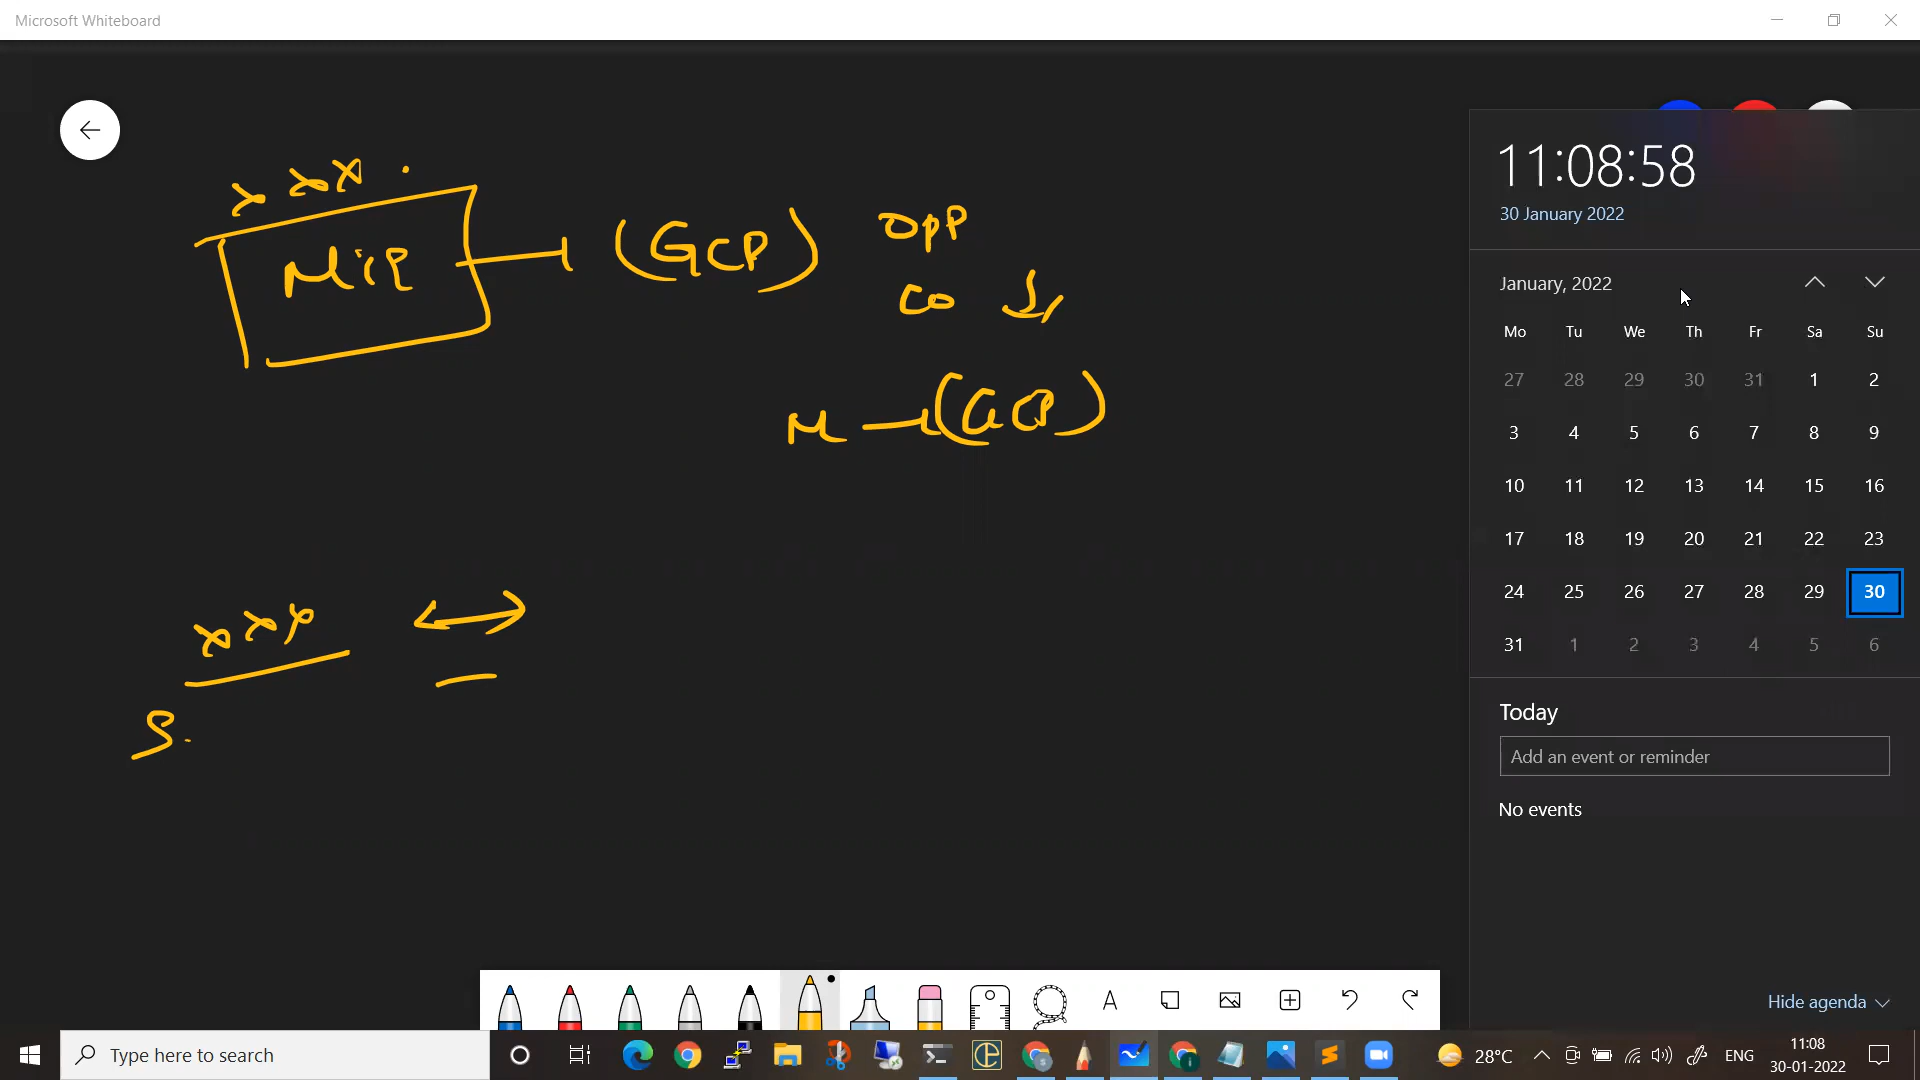 Microsoft Whiteboard
x x x .
(GCP)
opp
co
M (GCP)
x x x
S.
11:08:58
30 January 2022
January, 2022
Mo Tu We Th Fr Sa Su
27 28 29 30 31 1 2
3 4 5 6 7 8 9
10 11 12 13 14 15 16
17 18 19 20 21 22 23
24 25 26 27 28 29 30
31 1 2 3 4 5 6
Today
Add an event or reminder
No events
Hide agenda
A
Type here to search
28°C
ENG
11:08
30-01-2022